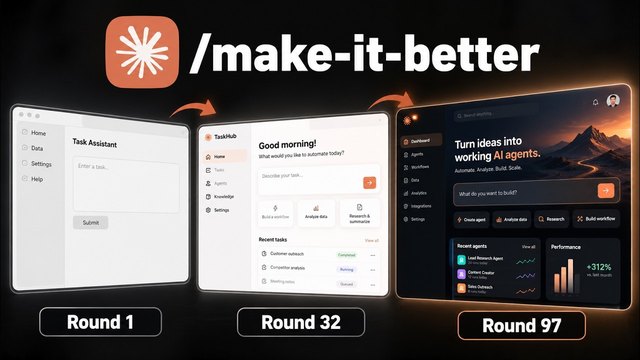 /make-it-better
Home
Data
Settings
Help
Task Assistant
Enter a task...
Submit
Round 1
TaskHub
Home
Tasks
Agents
Knowledge
Settings
Good morning!
What would you like to automate today?
Describe your task...
Build a workflow
Analyze data
Research &
summarize
Recent tasks
View all
Customer outreach
Completed
Competitor analysis
Running
Meeting notes
Queued
Round 32
Search anything...
Dashboard
Agents
Workflows
Data
Analytics
Integrations
Settings
Turn ideas into
working AI agents.
Automate. Analyze. Build. Scale.
What do you want to build?
Create agent
Analyze data
Research
Build workflow
Recent agents
View all
Lead Research Agent
Content Creator
Sales Outreach
Performance
+312%
vs. last month
Round 97